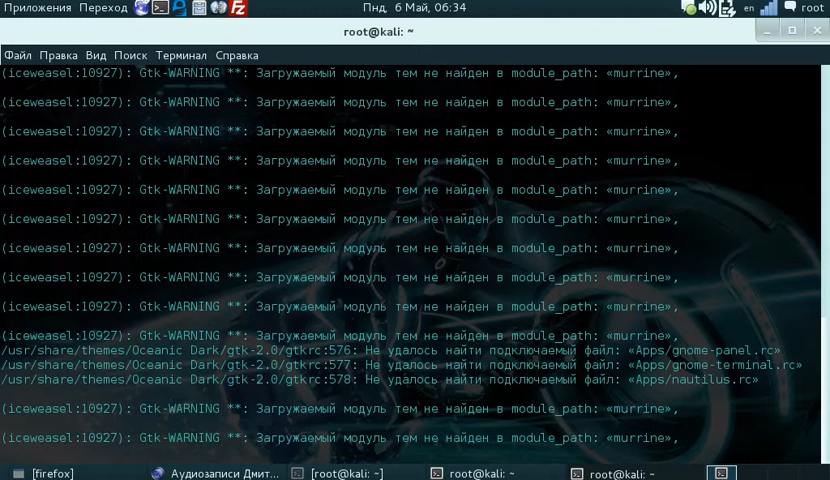 Приложения Переход Пнд, 6 Май, 06:34 en root
root@kali: ~
Файл Правка Вид Поиск Терминал Справка
(iceweasel:10927): Gtk-WARNING **: Загружаемый модуль тем не найден в module_path: «murrine»,
(iceweasel:10927): Gtk-WARNING **: Загружаемый модуль тем не найден в module_path: «murrine»,
(iceweasel:10927): Gtk-WARNING **: Загружаемый модуль тем не найден в module_path: «murrine»,
(iceweasel:10927): Gtk-WARNING **: Загружаемый модуль тем не найден в module_path: «murrine»,
(iceweasel:10927): Gtk-WARNING **: Загружаемый модуль тем не найден в module_path: «murrine»,
(iceweasel:10927): Gtk-WARNING **: Загружаемый модуль тем не найден в module_path: «murrine»,
(iceweasel:10927): Gtk-WARNING **: Загружаемый модуль тем не найден в module_path: «murrine»,
(iceweasel:10927): Gtk-WARNING **: Загружаемый модуль тем не найден в module_path: «murrine»,
(iceweasel:10927): Gtk-WARNING **: Загружаемый модуль тем не найден в module_path: «murrine»,
(iceweasel:10927): Gtk-WARNING **: Загружаемый модуль тем не найден в module_path: «murrine»,
/usr/share/themes/Oceanic Dark/gtk-2.0/gtkrc:576: Не удалось найти подключаемый файл: «Apps/gnome-panel.rc»
/usr/share/themes/Oceanic Dark/gtk-2.0/gtkrc:577: Не удалось найти подключаемый файл: «Apps/gnome-terminal.rc»
/usr/share/themes/Oceanic Dark/gtk-2.0/gtkrc:578: Не удалось найти подключаемый файл: «Apps/nautilus.rc»
(iceweasel:10927): Gtk-WARNING **: Загружаемый модуль тем не найден в module_path: «murrine»,
(iceweasel:10927): Gtk-WARNING **: Загружаемый модуль тем не найден в module_path: «murrine»,
[firefox] Аудиозаписи Дмит... [root@kali: ~] root@kali: ~ root@kali: ~